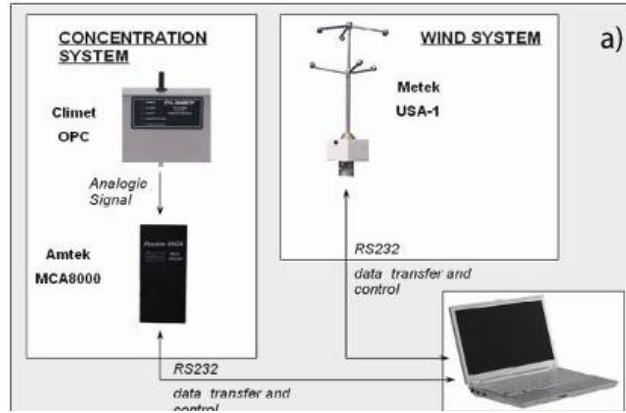 CONCENTRATION
SYSTEM
Climet
OPC
Analogic
Signal
Amtek
MCA8000
RS232
data transfer and
control
WIND SYSTEM
a)
Metek
USA-1
RS232
data transfer and
control